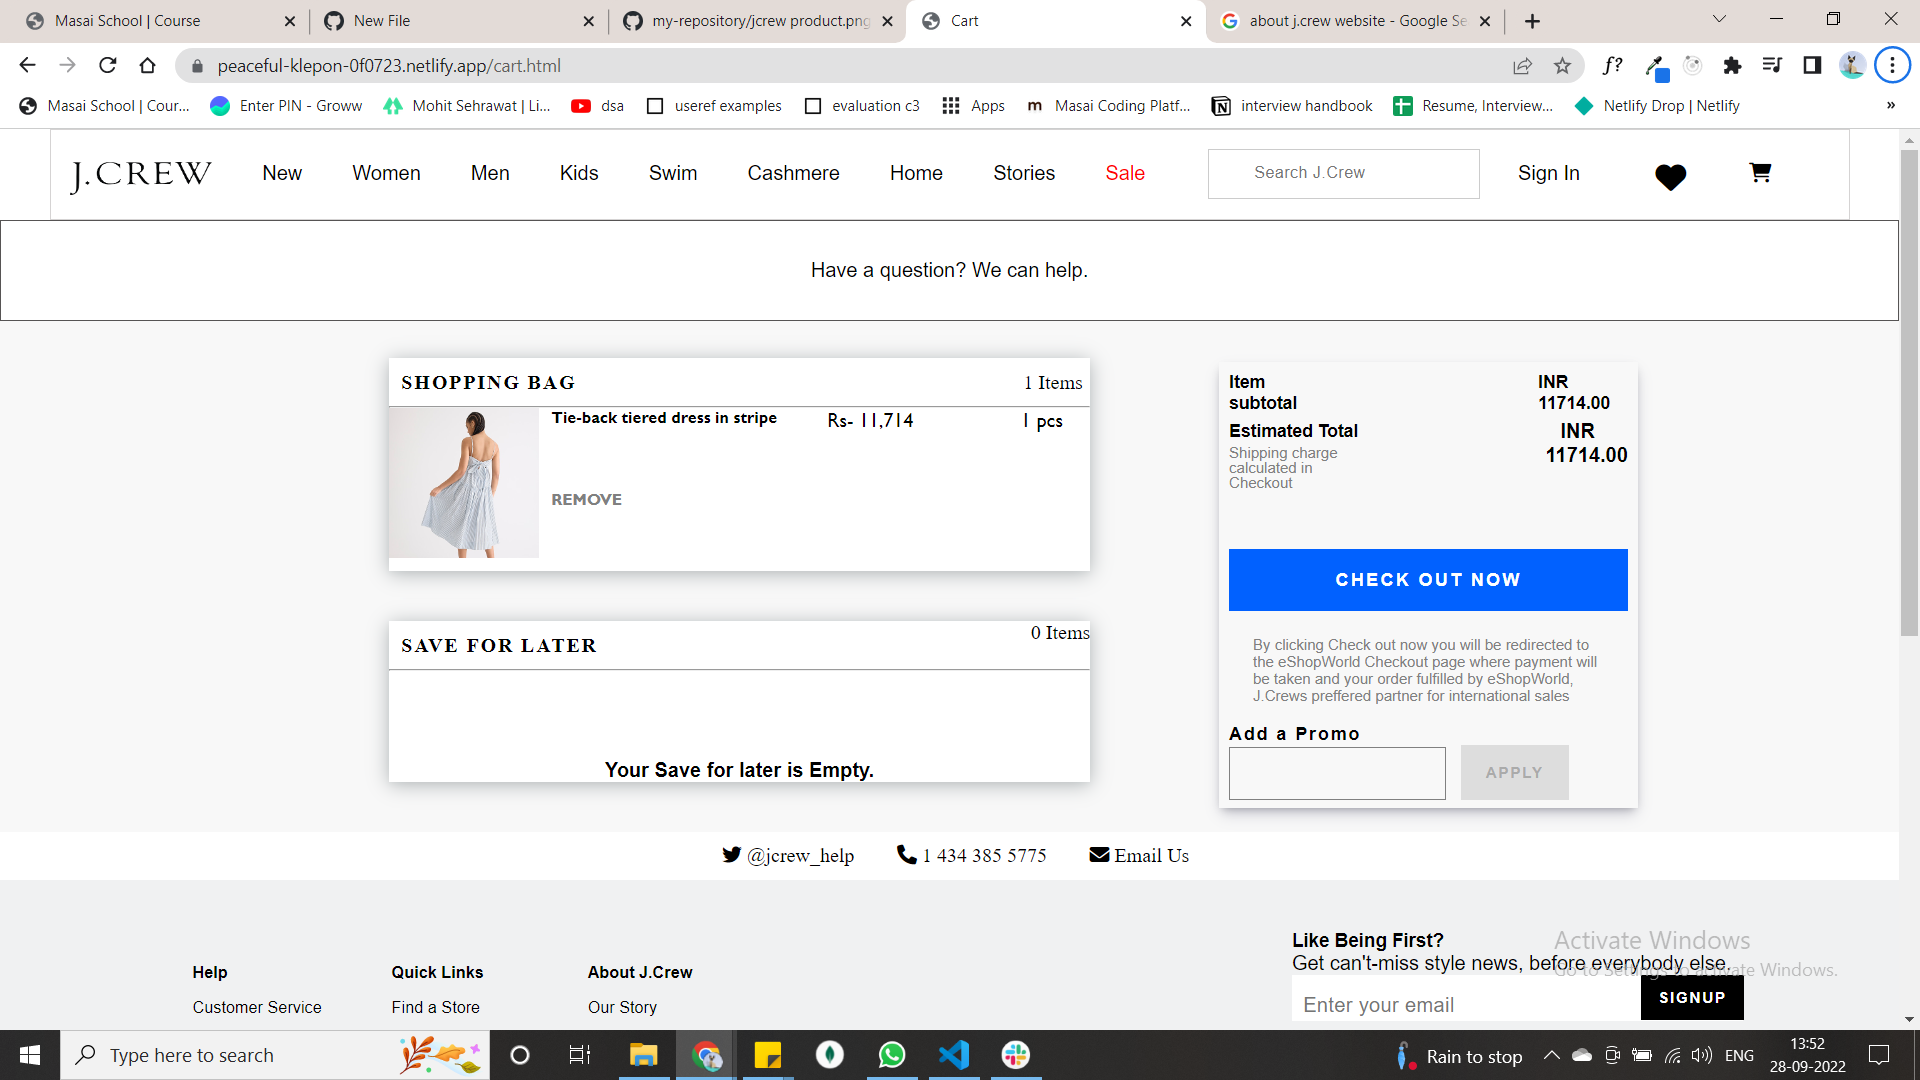 Masai School | Course
New File
my-repository/jcrew product.png
Cart
about j.crew website - Google Se
peaceful-klepon-0f0723.netlify.app/cart.html
f?
Masai School | Cour...
Enter PIN - Groww
Mohit Sehrawat | Li...
dsa
useref examples
evaluation c3
Apps
Masai Coding Platf...
interview handbook
Resume, Interview...
Netlify Drop | Netlify
»
J.CREW
New
Women
Men
Kids
Swim
Cashmere
Home
Stories
Sale
Search J.Crew
Sign In
Have a question? We can help.
SHOPPING BAG
1 Items
Tie-back tiered dress in stripe
Rs- 11,714
1 pcs
REMOVE
SAVE FOR LATER
0 Items
Your Save for later is Empty.
Item
subtotal
INR
11714.00
Estimated Total
INR
11714.00
Shipping charge
calculated in
Checkout
CHECK OUT NOW
By clicking Check out now you will be redirected to
the eShopWorld Checkout page where payment will
be taken and your order fulfilled by eShopWorld,
J.Crews preffered partner for international sales
Add a Promo
APPLY
@jcrew_help
1 434 385 5775
Email Us
Help
Customer Service
Quick Links
Find a Store
About J.Crew
Our Story
Like Being First?
Get can't-miss style news, before everybody else.
Enter your email
SIGNUP
Activate Windows
Go to Settings to activate Windows.
Type here to search
Rain to stop
ENG
13:52
28-09-2022